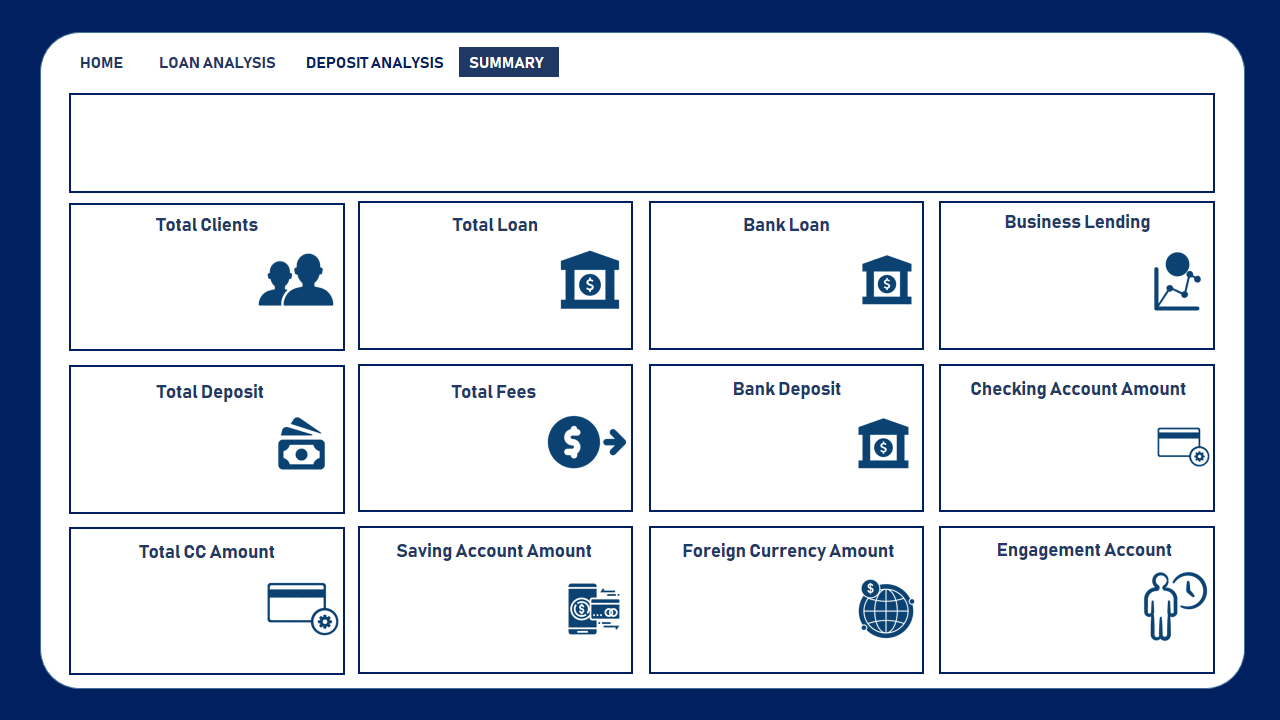 HOME LOAN ANALYSIS DEPOSIT ANALYSIS SUMMARY
Total Clients
Total Loan
Bank Loan
Business Lending
$
$
Total Deposit
Total Fees
Bank Deposit
Checking Account Amount
$
$
Total CC Amount
Saving Account Amount
Foreign Currency Amount
Engagement Account
$
$